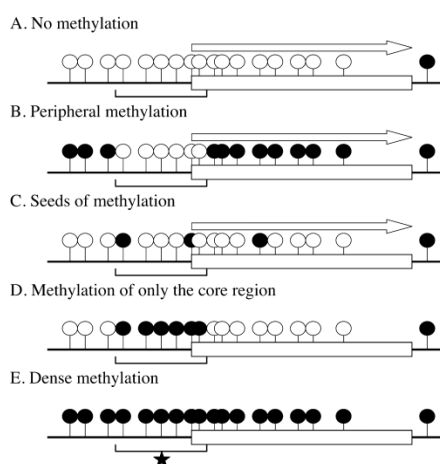 A. No methylation
B. Peripheral methylation
C. Seeds of methylation
D. Methylation of only the core region
E. Dense methylation